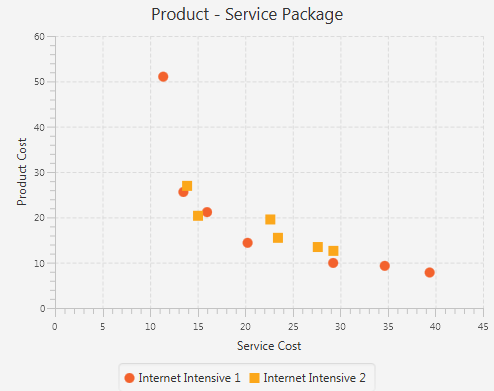 Product - Service Package
60
50
40
30
20
10
0
Product Cost
0 5 10 15 20 25 30 35 40 45
Service Cost
Internet Intensive 1 Internet Intensive 2